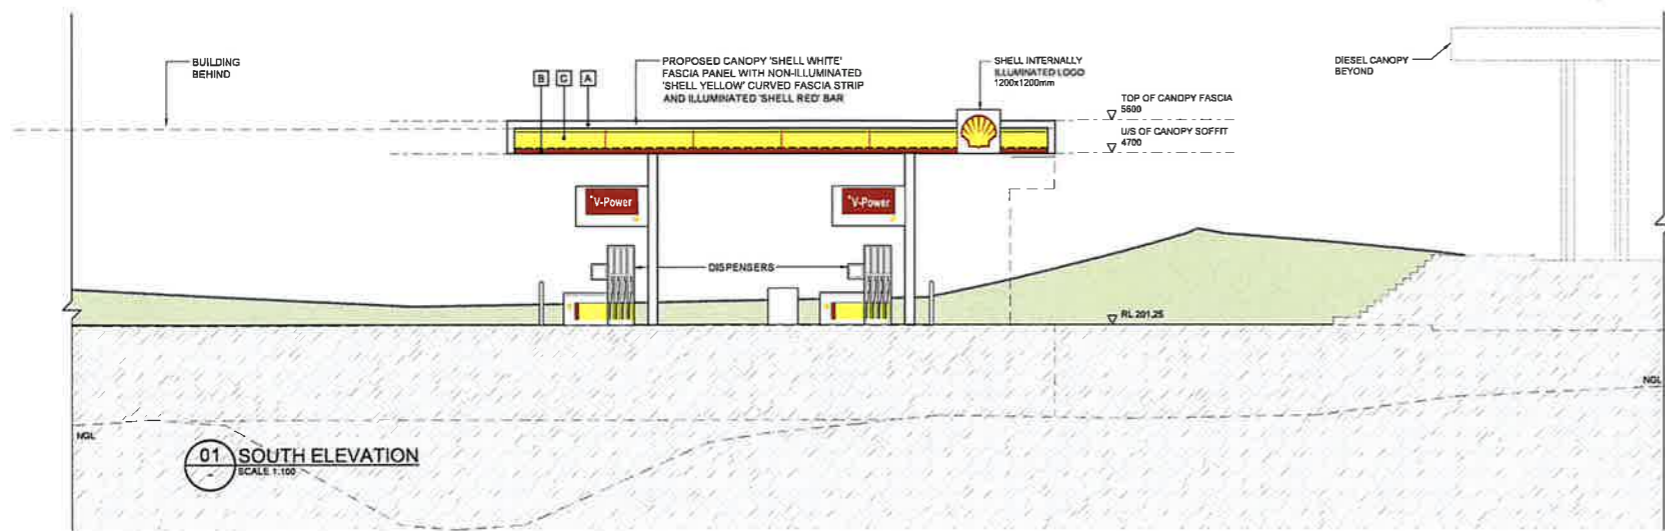 BUILDING
BEHIND
B
C
A
PROPOSED CANOPY 'SHELL WHITE'
FASCIA PANEL WITH NON-ILLUMINATED
'SHELL YELLOW' CURVED FASCIA STRIP
AND ILLUMINATED 'SHELL RED' BAR
SHELL INTERNALLY
ILLUMINATED LOGO
1200x1200mm
DIESEL CANOPY
BEYOND
TOP OF CANOPY FASCIA
5600
U/S OF CANOPY SOFFIT
4700
V-Power
V-Power
DISPENSERS
RL 201.25
NGL
NGL
01
SOUTH ELEVATION
SCALE 1:100